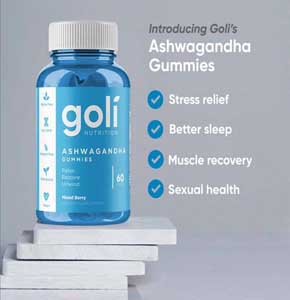 Introducing Goli's
Ashwagandha
Gummies
Stress relief
Better sleep
Muscle recovery
Sexual health
goli
NUTRITION
ASHWAGANDHA
GUMMIES
Relax
Restore
Unwind
60
Mixed Berry